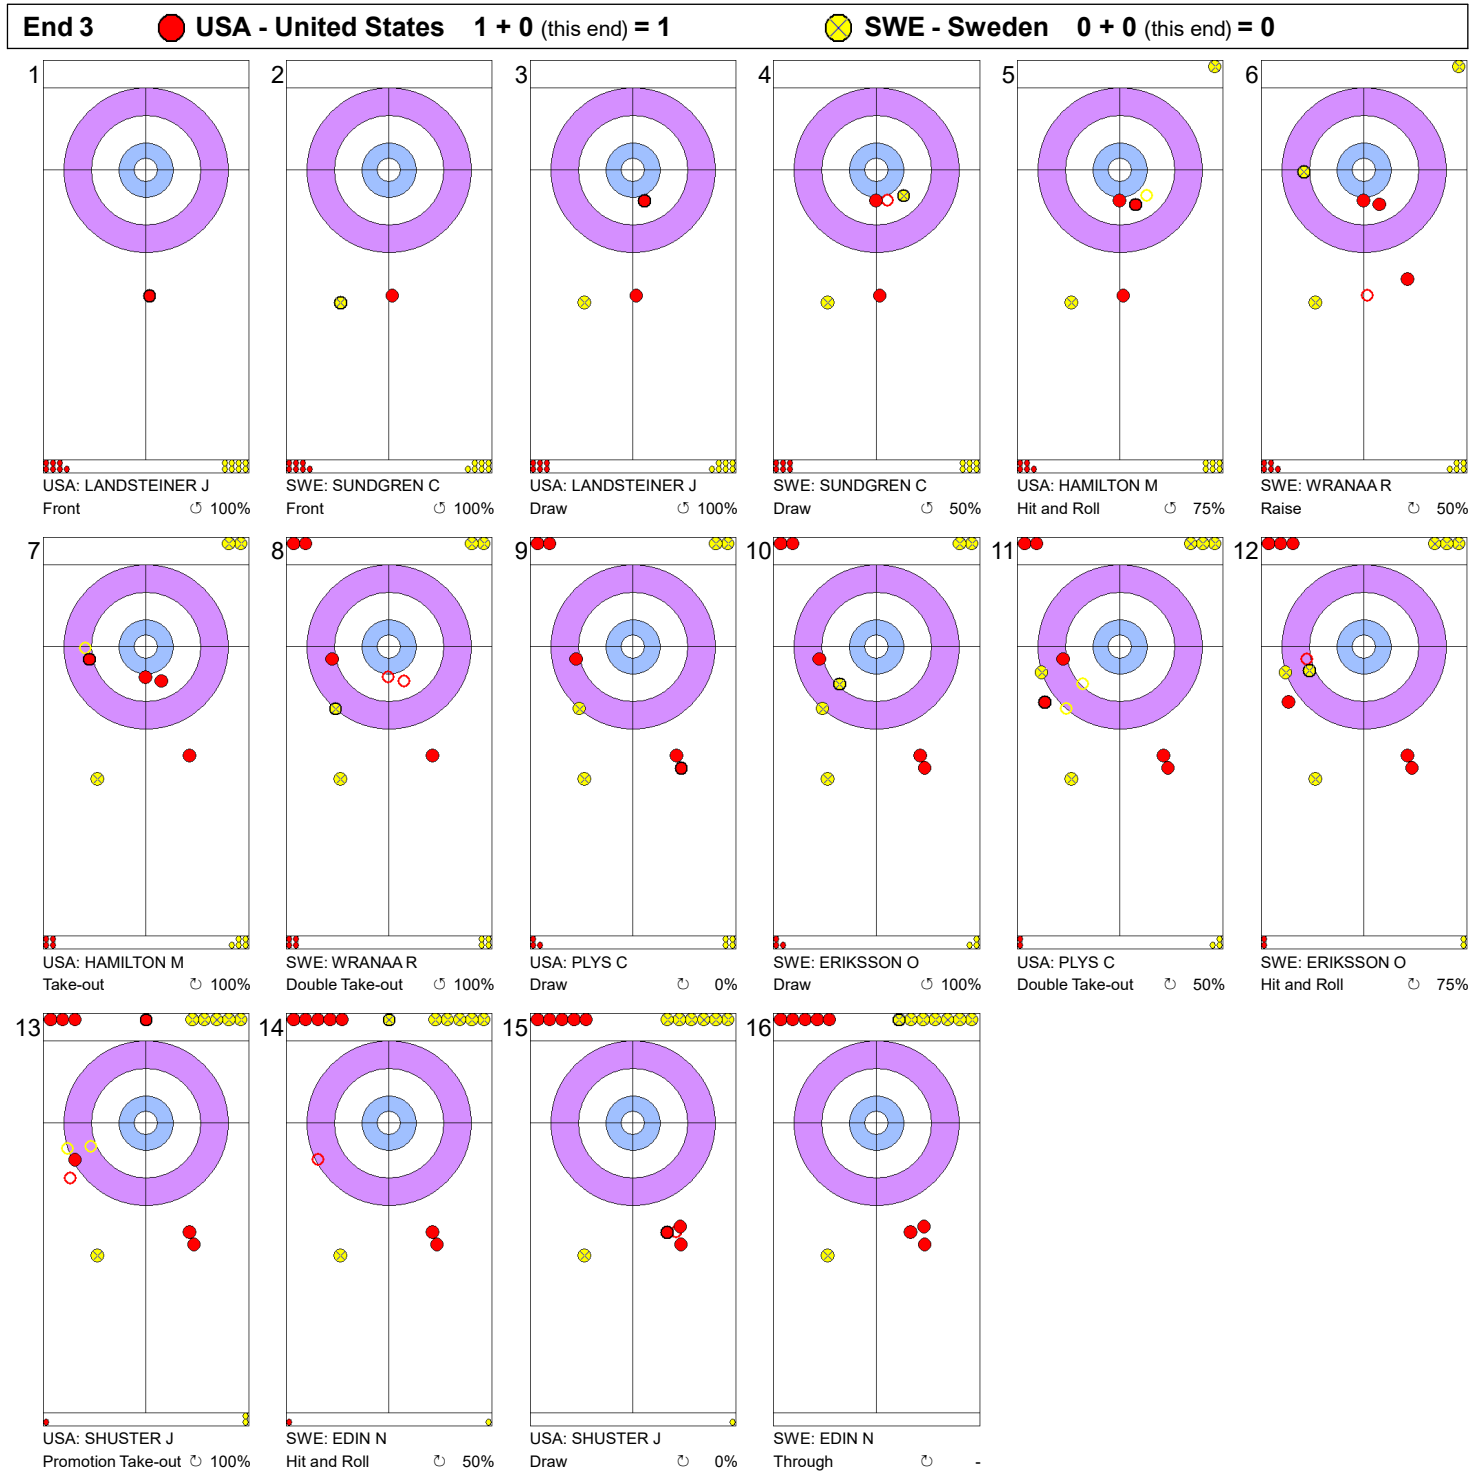 End 3 USA - United States 1 + 0 (this end) = 1 SWE - Sweden 0 + 0 (this end) = 0
1 2 3 4 5 6
USA: LANDSTEINER J SWE: SUNDGREN C USA: LANDSTEINER J SWE: SUNDGREN C USA: HAMILTON M SWE: WRANAA R
Front ↺ 100% Front ↺ 100% Draw ↺ 100% Draw ↺ 50% Hit and Roll ↺ 75% Raise ↻ 50%
7 8 9 10 11 12
USA: HAMILTON M SWE: WRANAA R USA: PLYS C SWE: ERIKSSON O USA: PLYS C SWE: ERIKSSON O
Take-out ↻ 100% Double Take-out ↻ 100% Draw ↻ 0% Draw ↻ 100% Double Take-out ↻ 50% Hit and Roll ↻ 75%
13 14 15 16
USA: SHUSTER J SWE: EDIN N USA: SHUSTER J SWE: EDIN N
Promotion Take-out ↻ 100% Hit and Roll ↻ 50% Draw ↻ 0% Through ↻ -